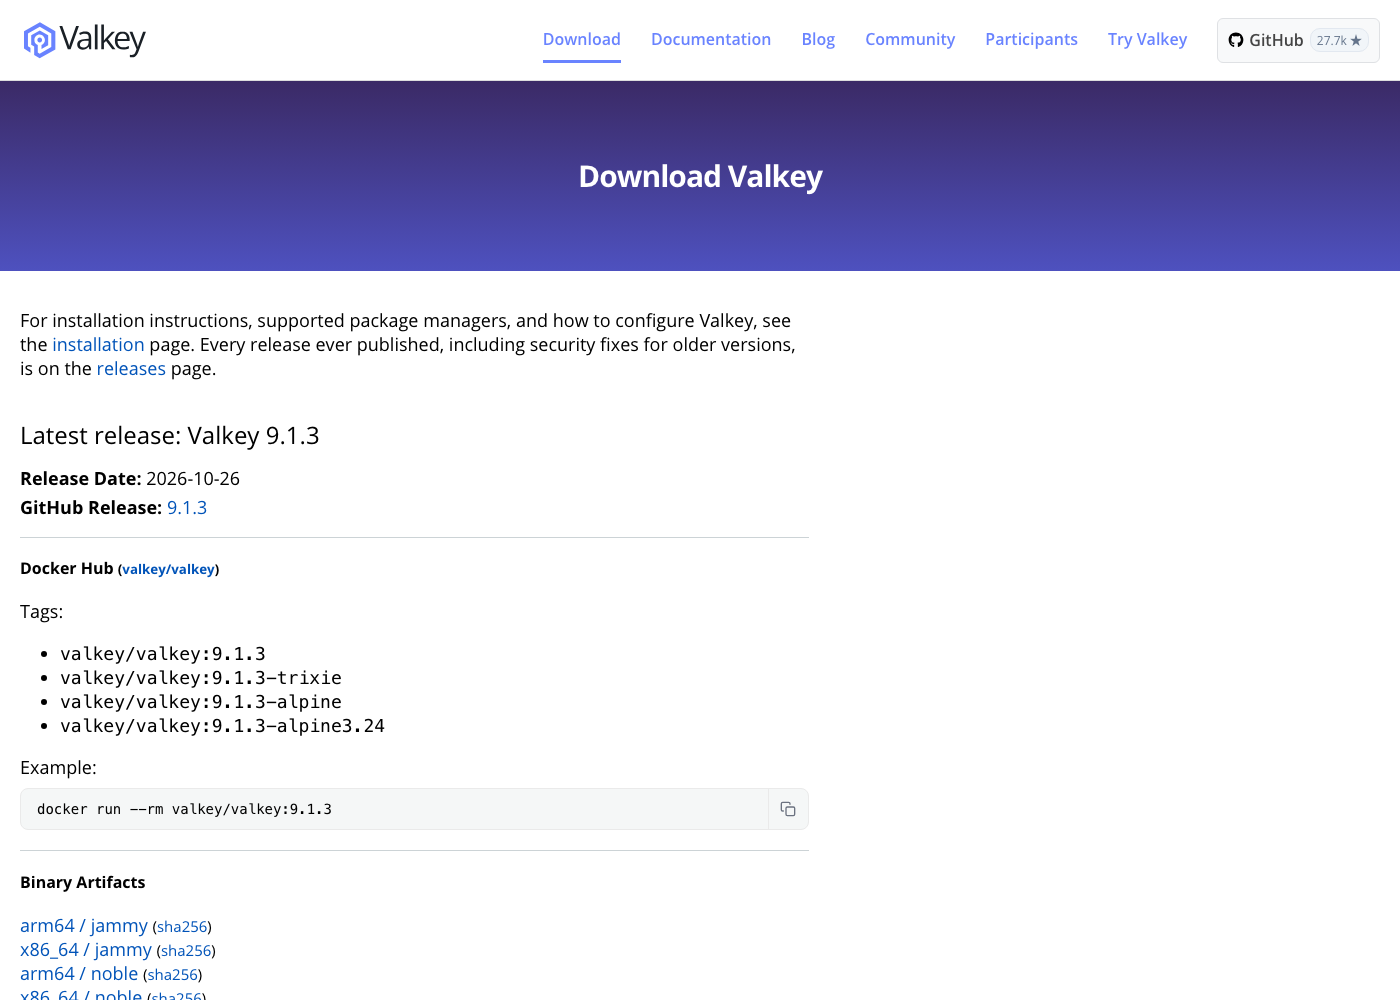 Valkey
Download
Documentation
Blog
Community
Participants
Try Valkey
GitHub 27.7k ★
Download Valkey
For installation instructions, supported package managers, and how to configure Valkey, see
the installation page. Every release ever published, including security fixes for older versions,
is on the releases page.
Latest release: Valkey 9.1.3
Release Date: 2026-10-26
GitHub Release: 9.1.3
Docker Hub (valkey/valkey)
Tags:
• valkey/valkey:9.1.3
• valkey/valkey:9.1.3-trixie
• valkey/valkey:9.1.3-alpine
• valkey/valkey:9.1.3-alpine3.24
Example:
docker run --rm valkey/valkey:9.1.3
Binary Artifacts
arm64 / jammy (sha256)
x86_64 / jammy (sha256)
arm64 / noble (sha256)
x86_64 / noble (sha256)